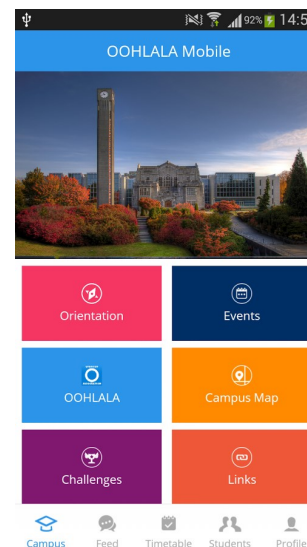 92% 14:5
OOHLALA Mobile
Orientation
Events
OOHLALA
Campus Map
Challenges
Links
Campus Feed Timetable Students Profile